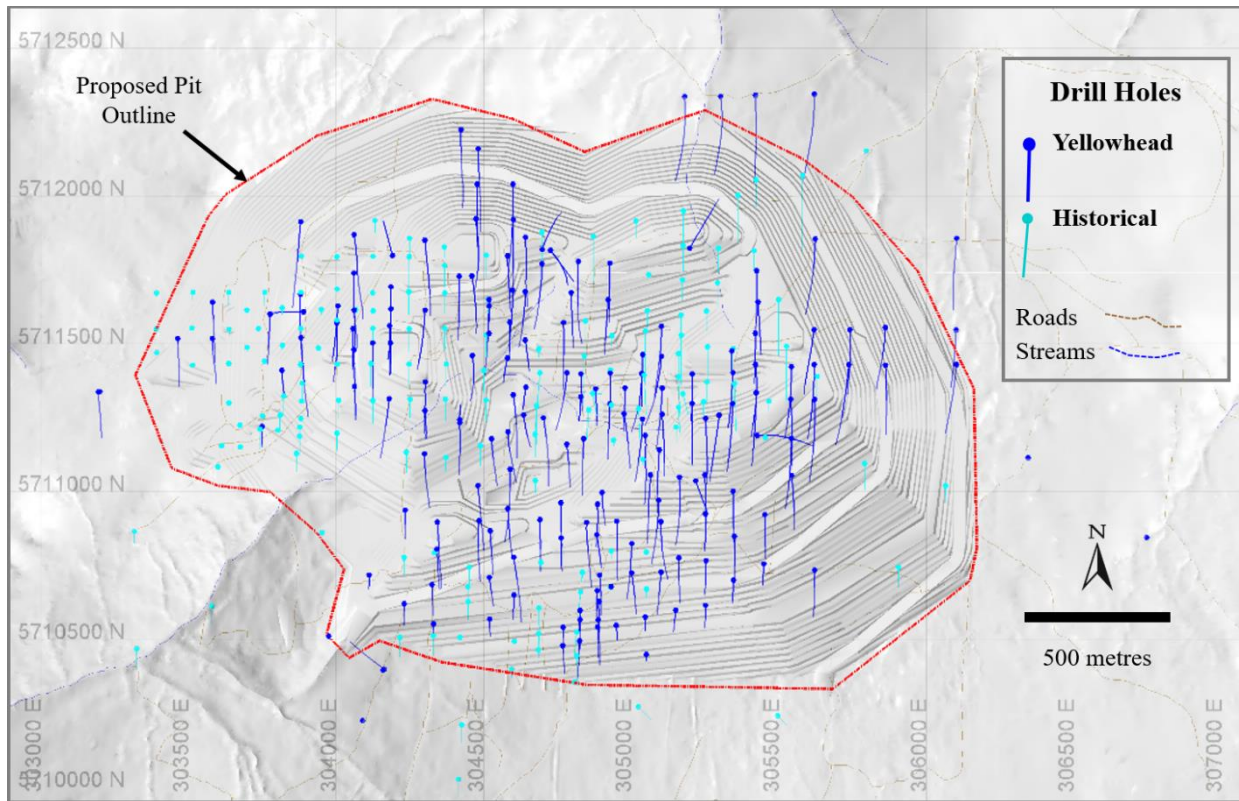 5712500 N
Proposed Pit
Outline
Drill Holes
Yellowhead
Historical
Roads
Streams
5712000 N
5711500 N
5711000 N
N
5710500 N
500 metres
5710000 N
303000 E
303500 E
304000 E
304500 E
305000 E
305500 E
306000 E
306500 E
307000 E